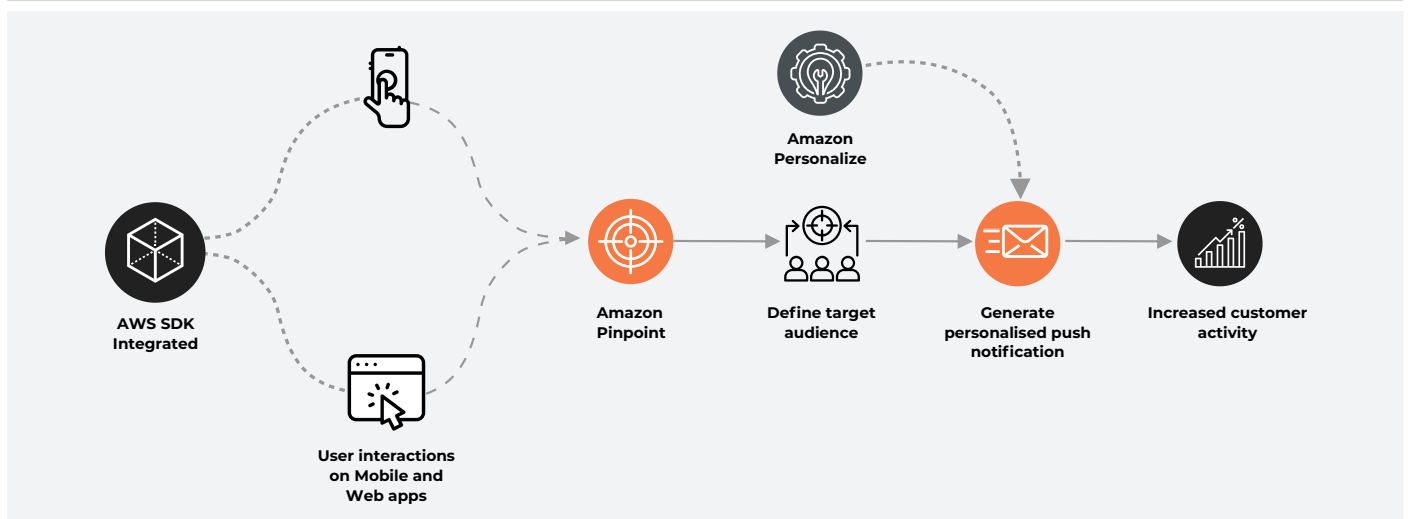 Amazon
Personalize
AWS SDK
Integrated
Amazon
Pinpoint
Define target
audience
Generate
personalised push
notification
%
Increased customer
activity
User interactions
on Mobile and
Web apps